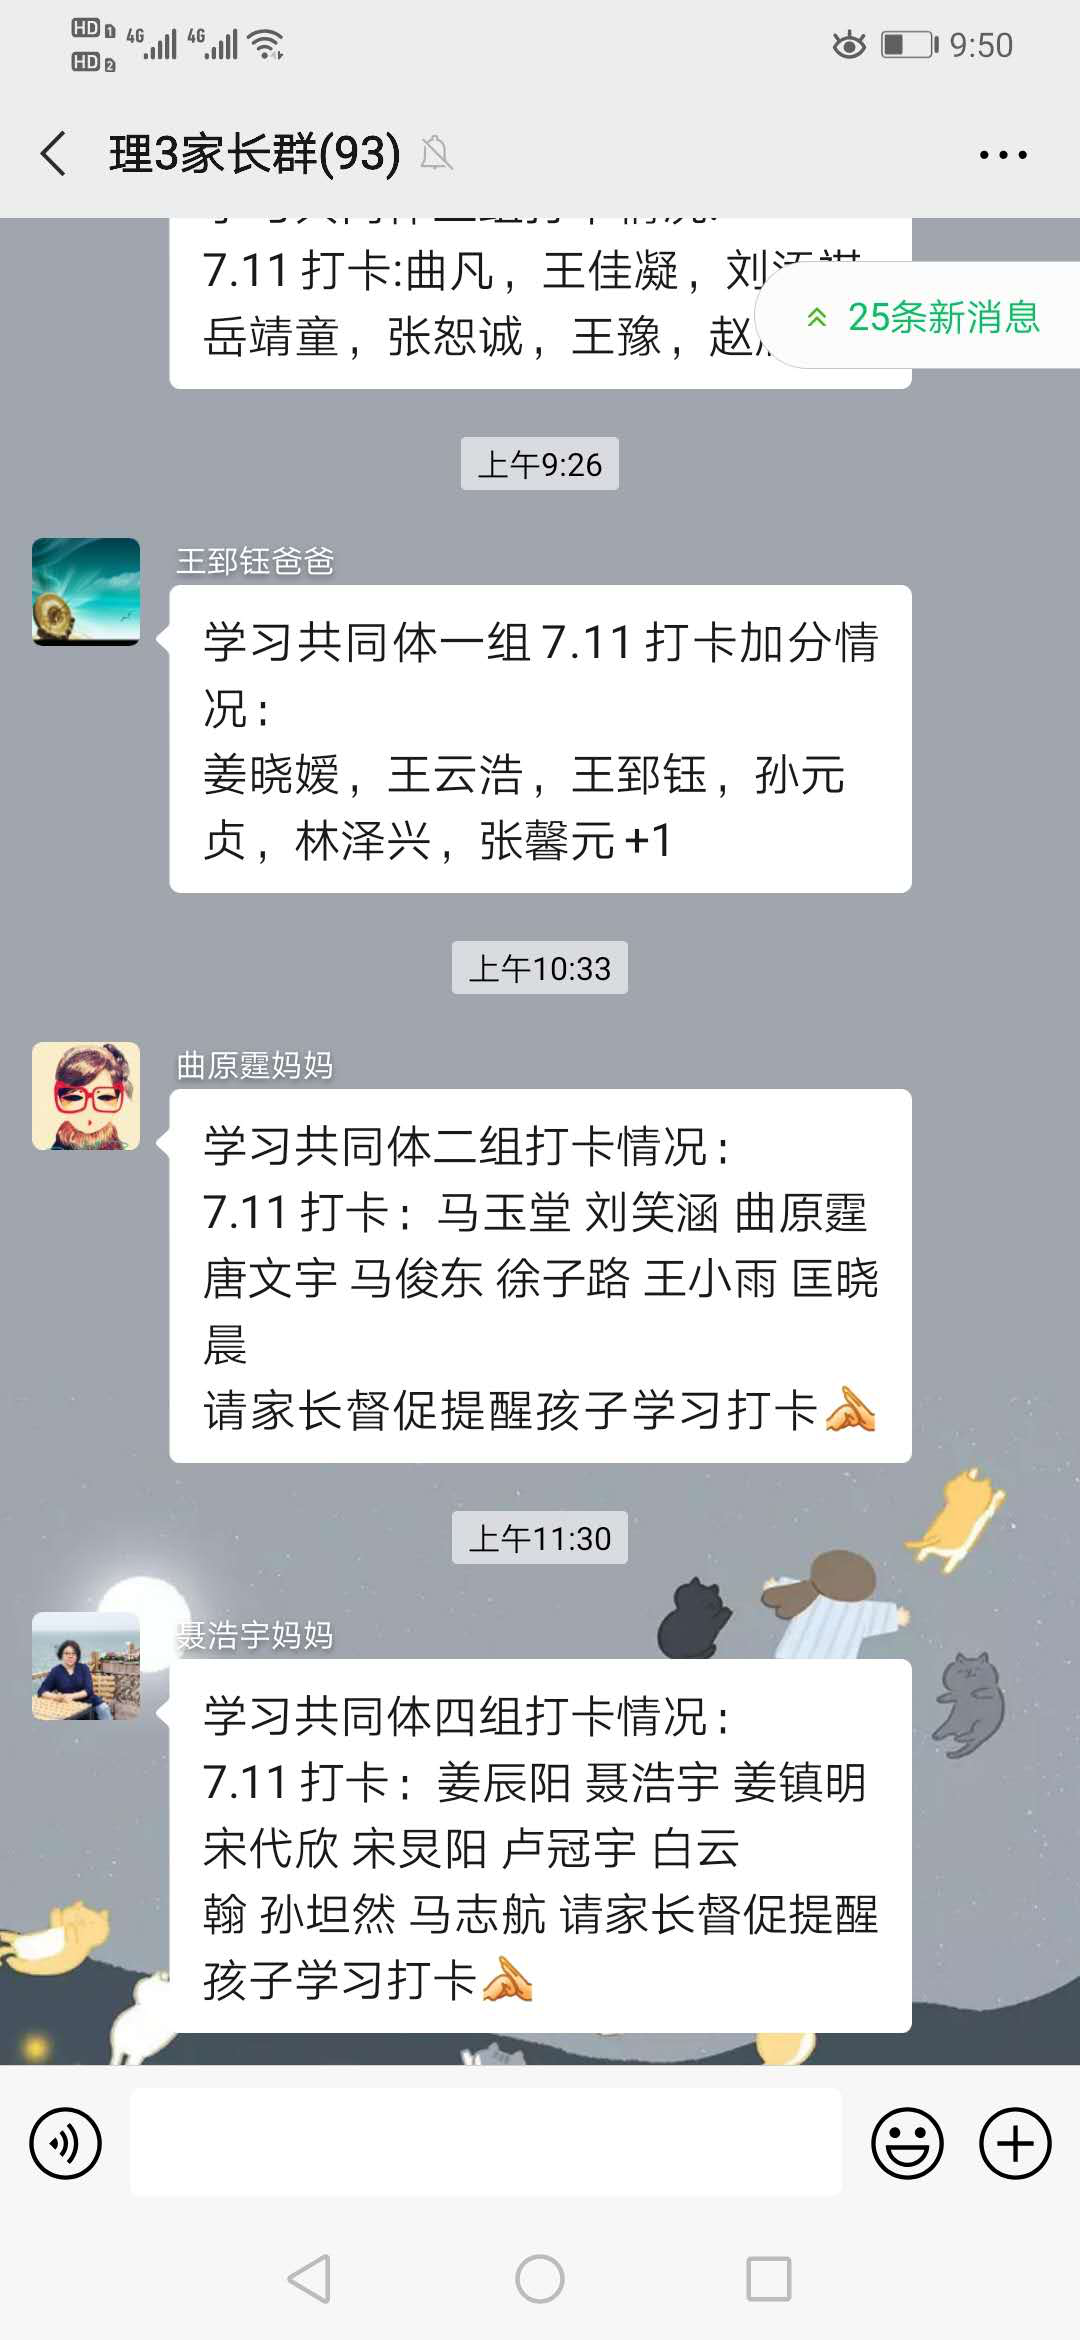 HD 1 4G 4G
HD 2
9:50
理3家长群(93)
7.11 打卡:曲凡，王佳凝，刘
25条新消息
岳靖童，张恕诚，王豫，赵
上午9:26
王郅钰爸爸
学习共同体一组 7.11 打卡加分情
况：
姜晓嫒，王云浩，王郅钰，孙元
贞，林泽兴，张馨元 +1
上午10:33
曲原霆妈妈
学习共同体二组打卡情况：
7.11 打卡：马玉堂 刘笑涵 曲原霆
唐文宇 马俊东 徐子路 王小雨 匡晓
晨
请家长督促提醒孩子学习打卡
上午11:30
聂浩宇妈妈
学习共同体四组打卡情况：
7.11 打卡：姜辰阳 聂浩宇 姜镇明
宋代欣 宋炅阳 卢冠宇 白云
翰 孙坦然 马志航 请家长督促提醒
孩子学习打卡